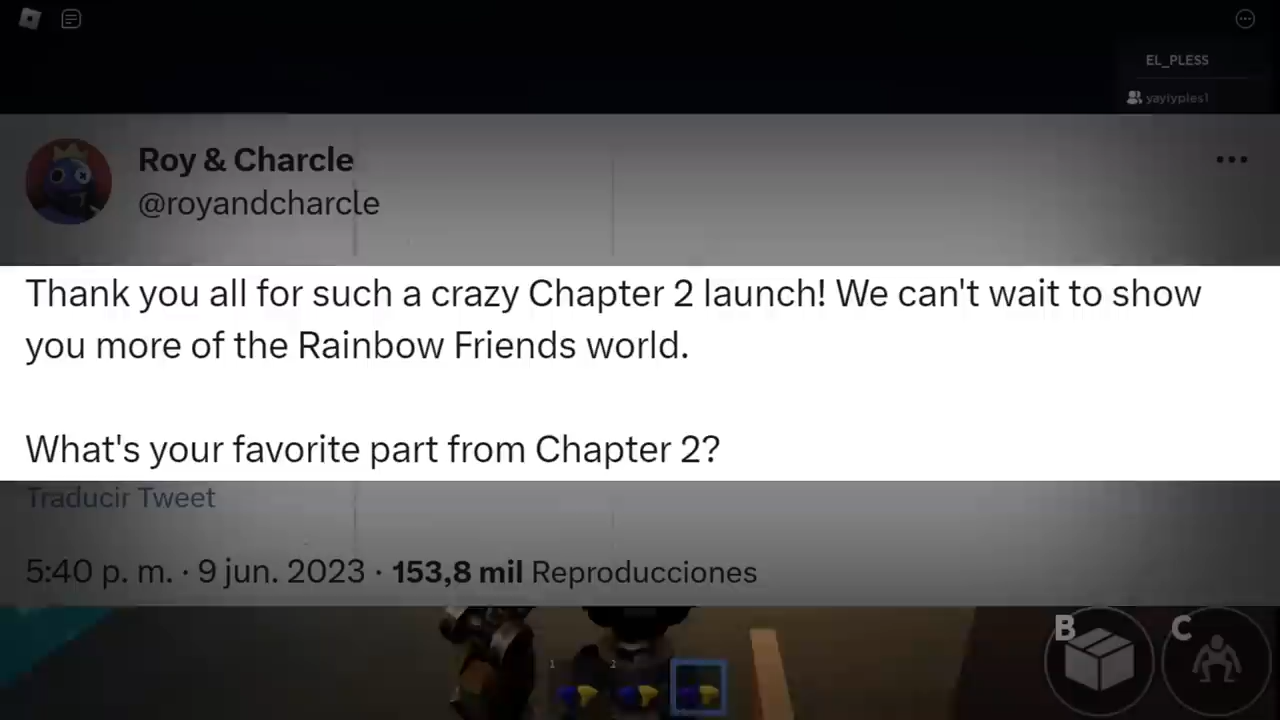 EL_PLESS
yayiyples1
Roy & Charcle
@royandcharcle
Thank you all for such a crazy Chapter 2 launch! We can't wait to show
you more of the Rainbow Friends world.
What's your favorite part from Chapter 2?
Traducir Tweet
5:40 p. m. · 9 jun. 2023 · 153,8 mil Reproducciones
B
C
1
2